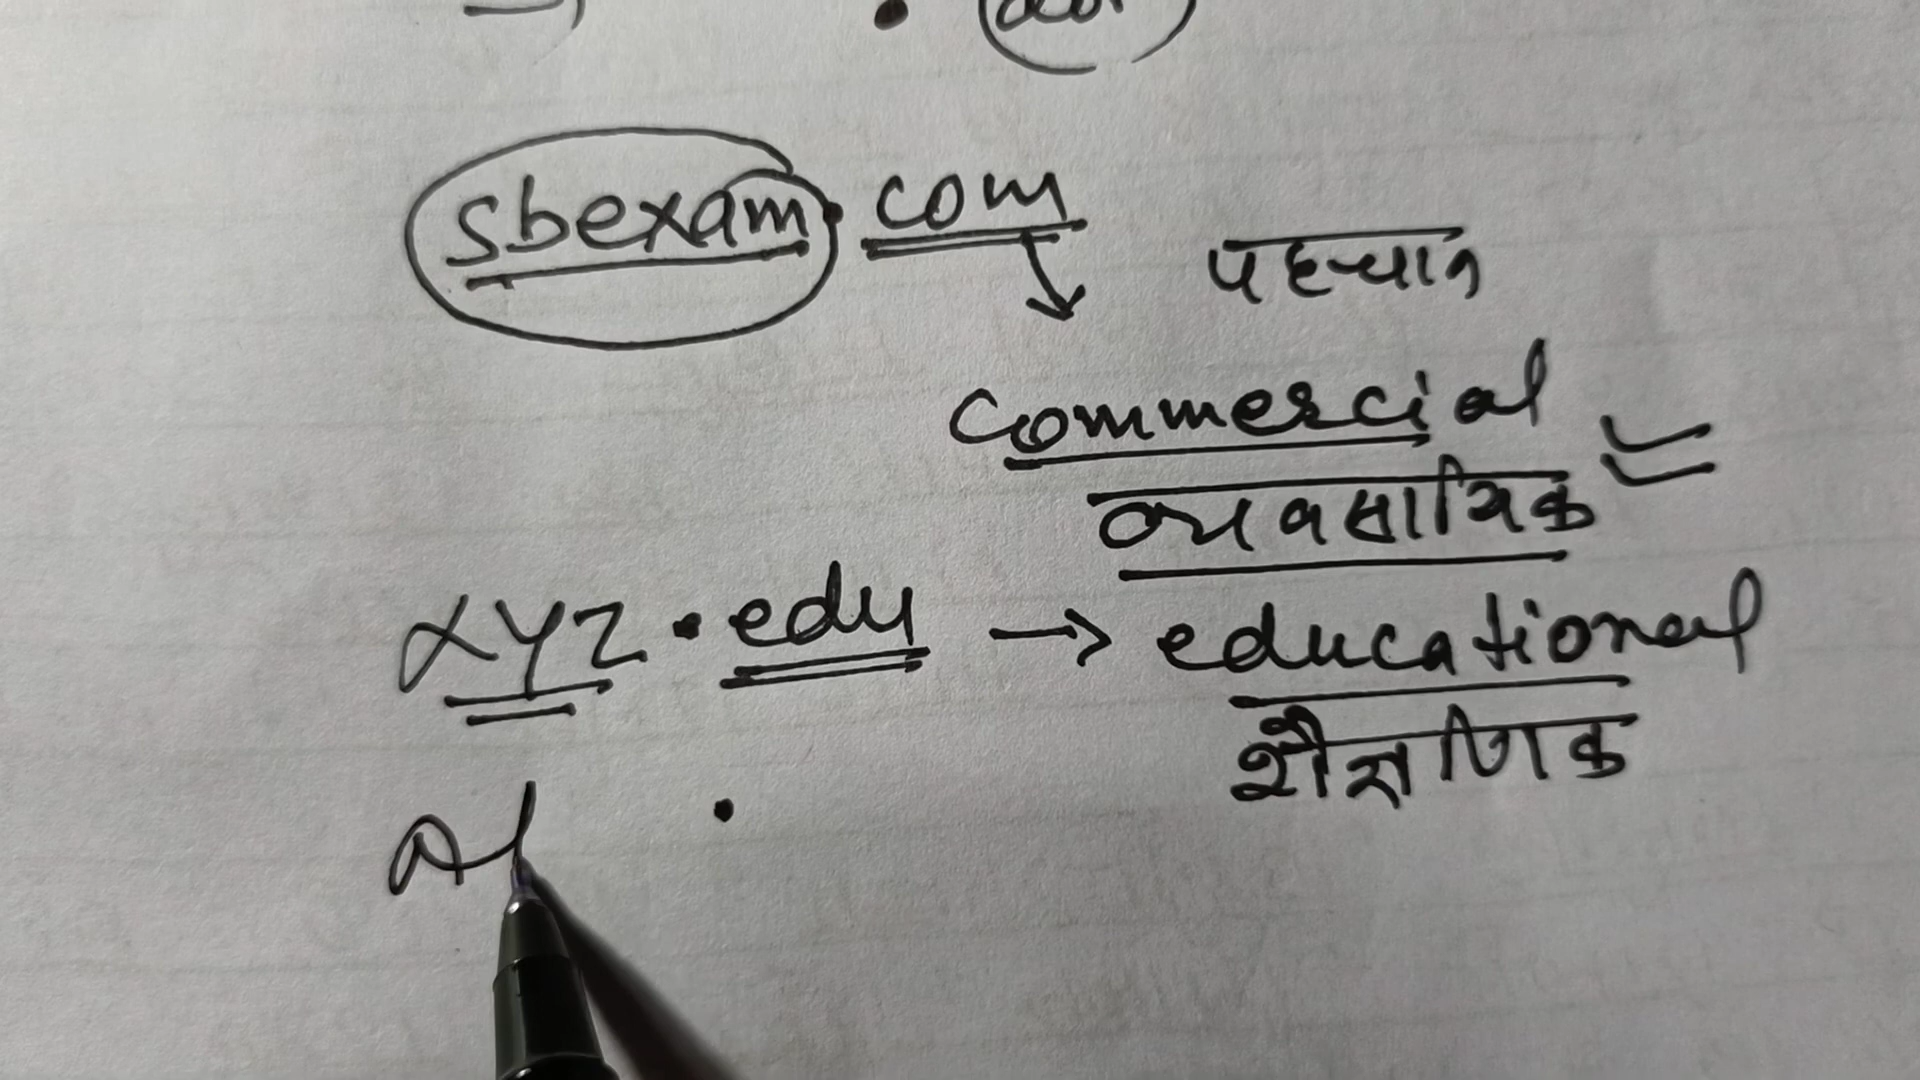 sbexam.com
पहचान
commercial
व्यवसायिक
xyz.edu → educational
शैक्षणिक